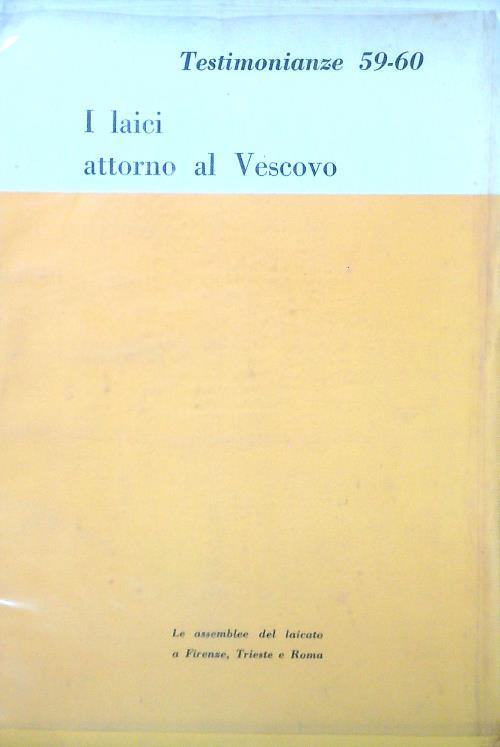 Testimonianze 59-60
I laici
attorno al Vescovo
Le assemblee del laicato
a Firenze, Trieste e Roma